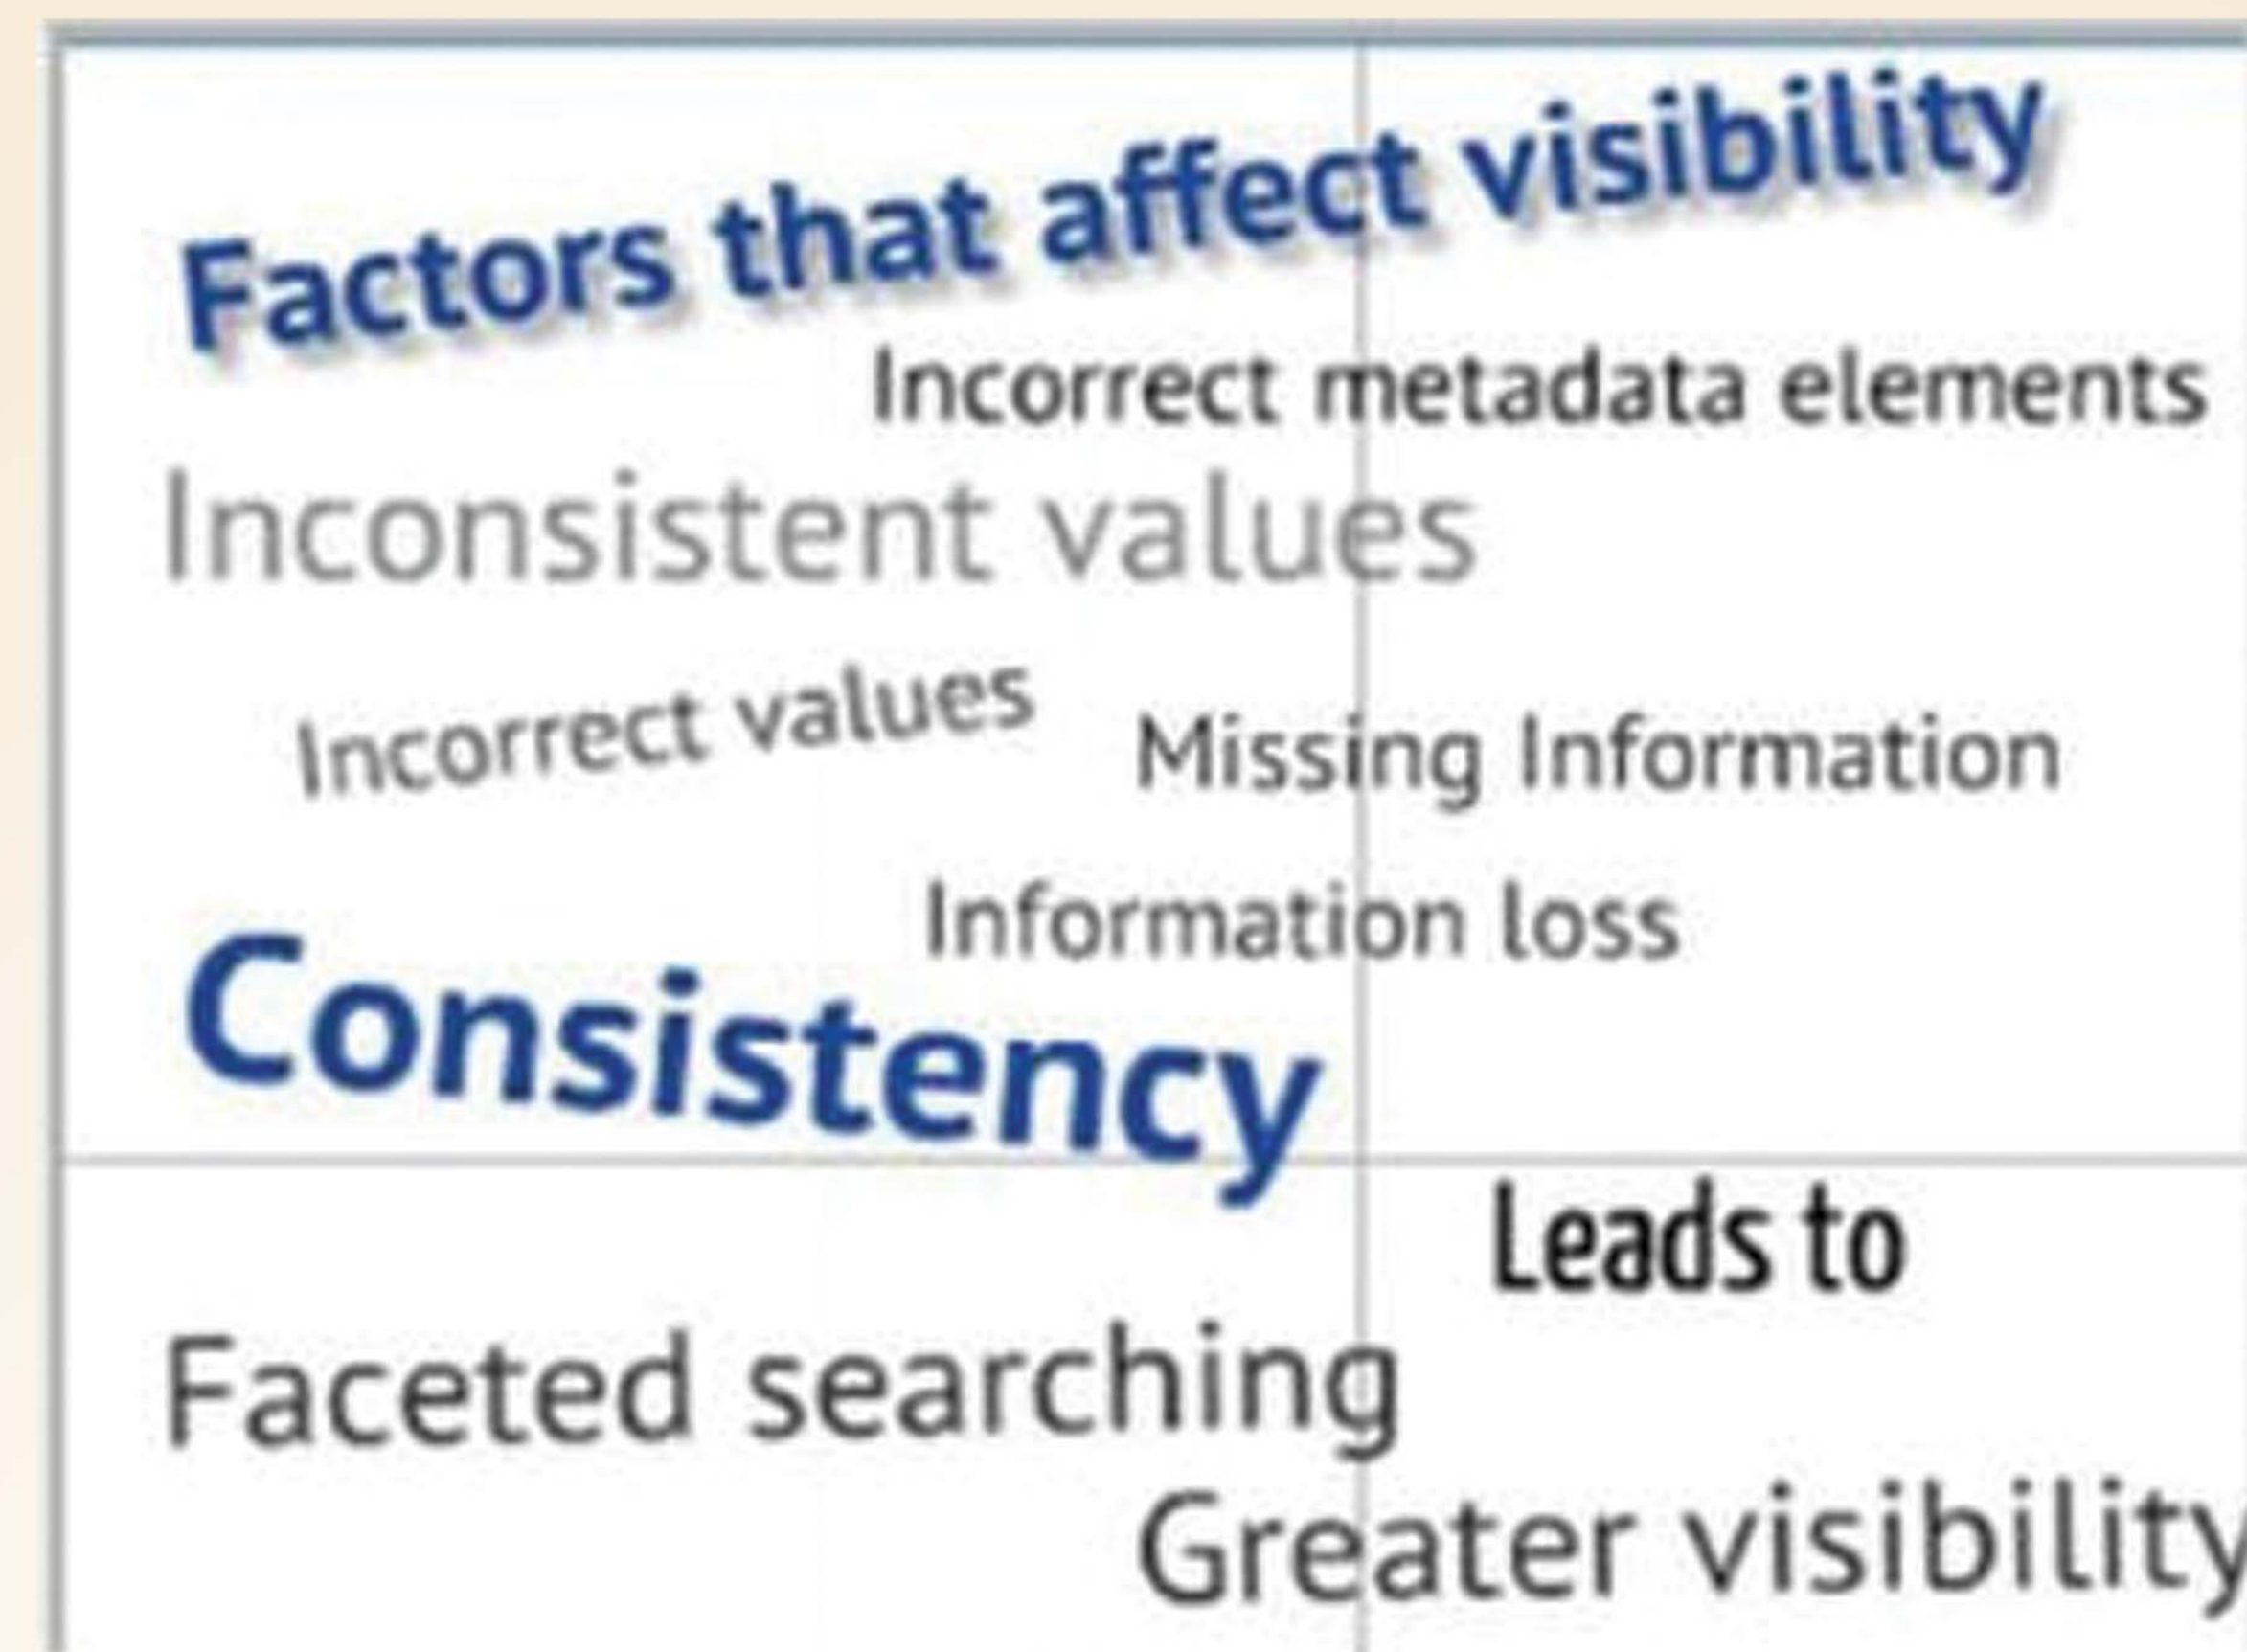 Factors that affect visibility
Incorrect metadata elements
Inconsistent values
Incorrect values
Missing Information
Information loss
Consistency
Leads to
Faceted searching
Greater visibility